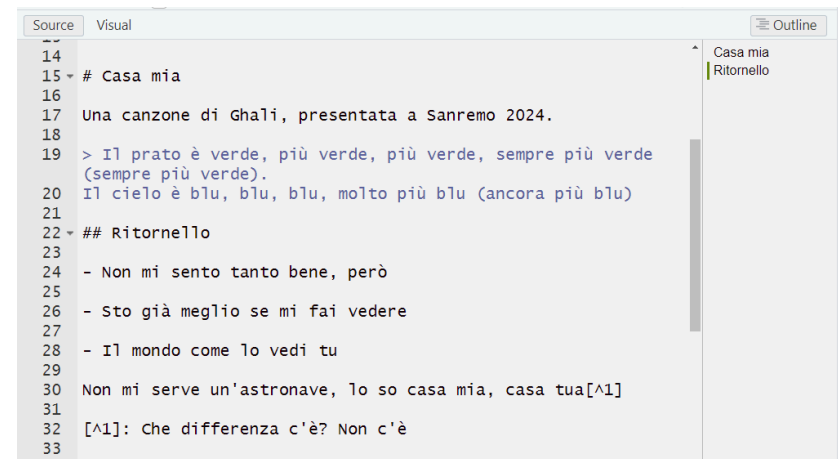 Source Visual Outline
14
15 # Casa mia
16
17 Una canzone di Ghali, presentata a Sanremo 2024.
18
19 > Il prato è verde, più verde, più verde, sempre più verde
(sempre più verde).
20 Il cielo è blu, blu, blu, molto più blu (ancora più blu)
21
22 ## Ritornello
23
24 - Non mi sento tanto bene, però
25
26 - Sto già meglio se mi fai vedere
27
28 - Il mondo come lo vedi tu
29
30 Non mi serve un'astronave, lo so casa mia, casa tua[^1]
31
32 [^1]: Che differenza c'è? Non c'è
33
Casa mia
Ritornello